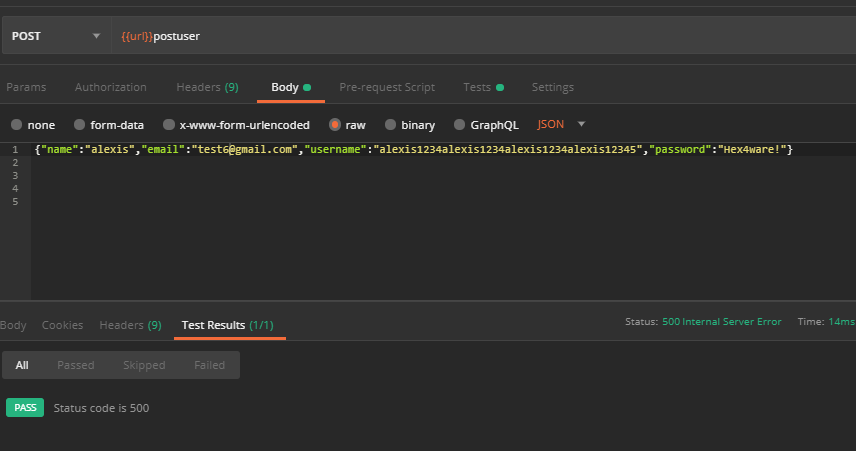 POST {{url}}postuser
Params Authorization Headers (9) Body Pre-request Script Tests Settings
none form-data x-www-form-urlencoded raw binary GraphQL JSON
1 {"name":"alexis","email":"test6@gmail.com","username":"alexis1234alexis1234alexis1234alexis12345","password":"Hex4ware!"}
2
3
4
5
Body Cookies Headers (9) Test Results (1/1) Status: 500 Internal Server Error Time: 14ms
All Passed Skipped Failed
PASS Status code is 500